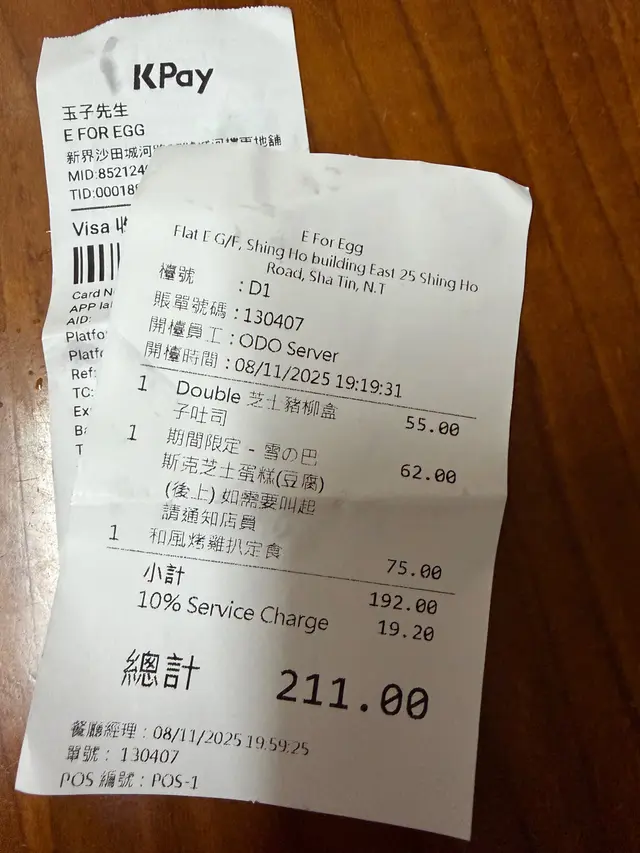 KPay
玉子先生
E FOR EGG
新界沙田城河
MID:852124
TID:00018
Visa
Card N
APP la
AID:
Platfo
Platfo
Ref:
TC:
Ex
Ba
T
E For Egg
Flat E G/F, Shing Ho building East 25 Shing Ho
Road, Sha Tin, N.T
檯號 :D1
賬單號碼 :130407
開檯員工 :ODO Server
開檯時間 :08/11/2025 19:19:31
1 Double 芝士豬柳盒 55.00
子吐司
1 期間限定 - 雪の巴 62.00
斯克芝士蛋糕(豆腐)
(後上) 如需要叫起
請通知店員
1 和風烤雞扒定食 75.00
小計 192.00
10% Service Charge 19.20
總計 211.00
餐廳經理 : 08/11/2025 19:59:25
單號 : 130407
POS 編號 : POS-1